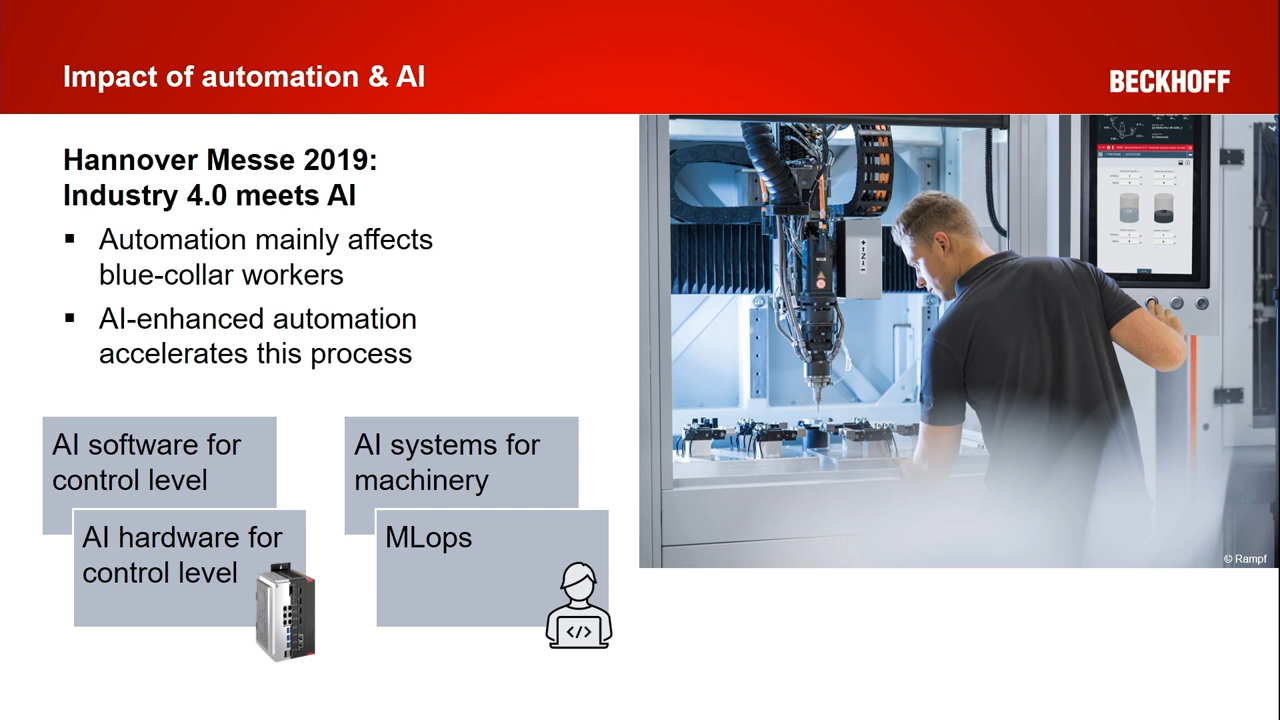 Impact of automation & AI
BECKHOFF
Hannover Messe 2019:
Industry 4.0 meets AI
▪ Automation mainly affects
blue-collar workers
▪ AI-enhanced automation
accelerates this process
AI software for
control level
AI hardware for
control level
AI systems for
machinery
MLops
</>
© Rampf